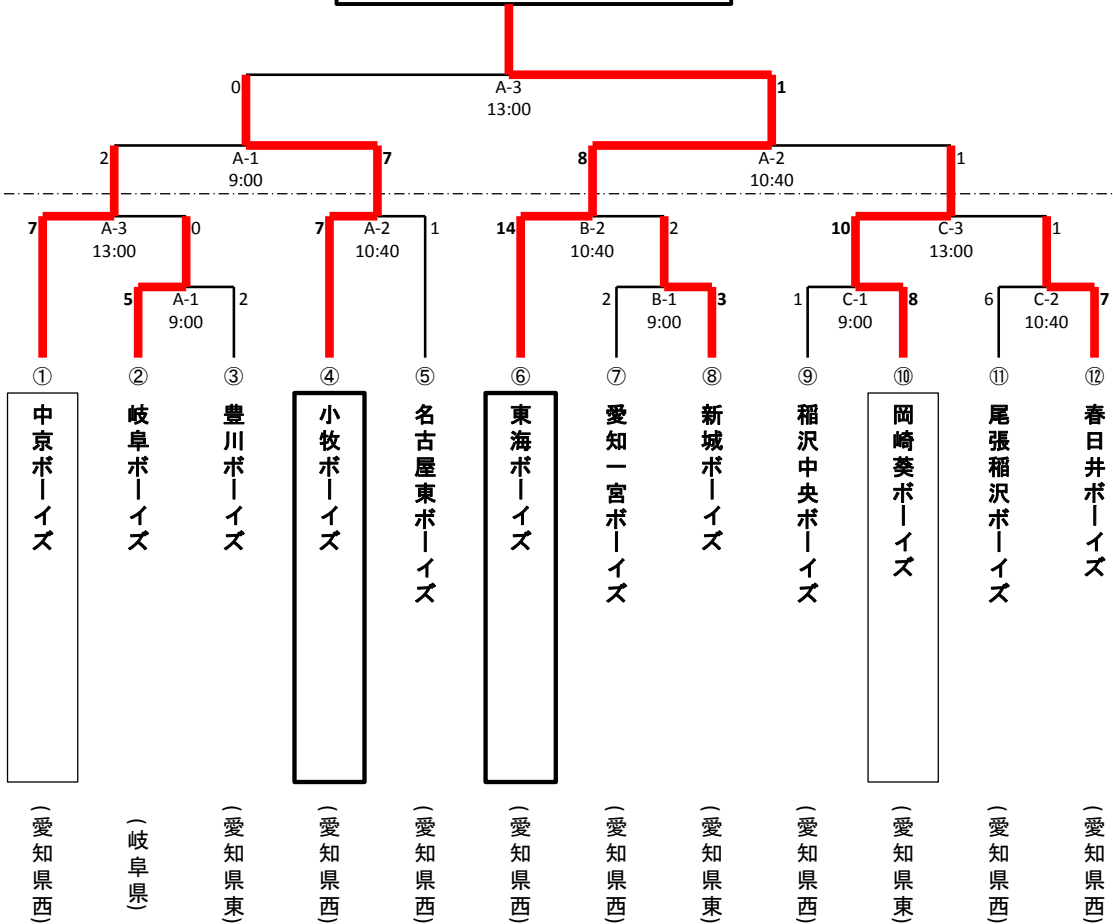 0
A-3
1
13:00
2
A-1
7
8
A-2
1
9:00
10:40
7
A-3
0
7
A-2
1
14
B-2
2
10
C-3
1
13:00
10:40
10:40
13:00
5
A-1
2
2
B-1
3
1
C-1
8
6
C-2
7
9:00
9:00
9:00
10:40
①
②
③
④
⑤
⑥
⑦
⑧
⑨
⑩
⑪
⑫
中京ボーイズ
岐阜ボーイズ
豊川ボーイズ
小牧ボーイズ
名古屋東ボーイズ
東海ボーイズ
愛知一宮ボーイズ
新城ボーイズ
稲沢中央ボーイズ
岡崎葵ボーイズ
尾張稲沢ボーイズ
春日井ボーイズ
(愛知県西)
(岐阜県)
(愛知県東)
(愛知県西)
(愛知県西)
(愛知県西)
(愛知県西)
(愛知県東)
(愛知県西)
(愛知県東)
(愛知県西)
(愛知県西)